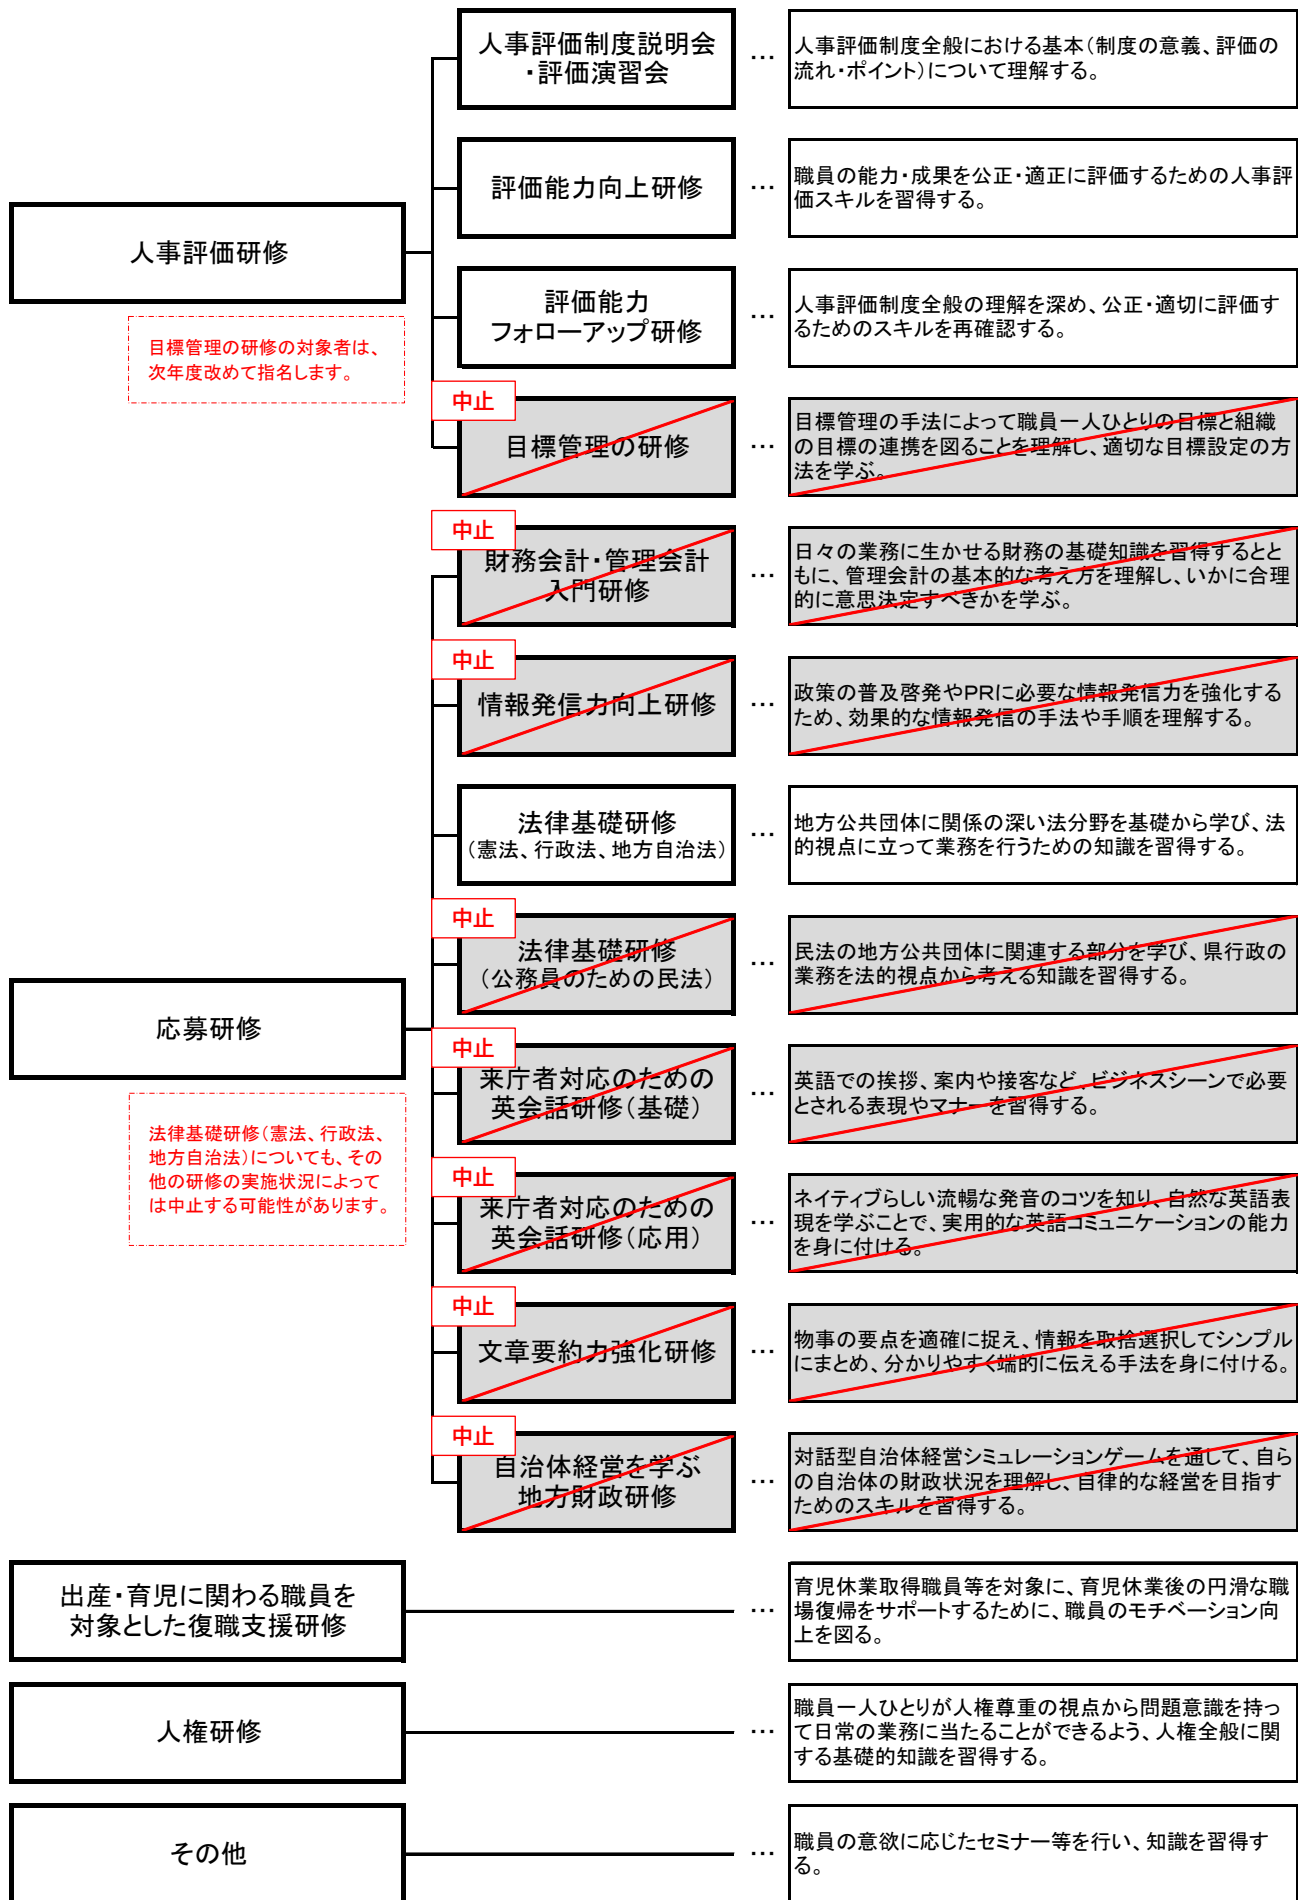 人事評価制度説明会
・評価演習会
…
人事評価制度全般における基本（制度の意義、評価の
流れ・ポイント）について理解する。
評価能力向上研修
…
職員の能力・成果を公正・適正に評価するための人事評
価スキルを習得する。
人事評価研修
評価能力
フォローアップ研修
…
人事評価制度全般の理解を深め、公正・適切に評価す
るためのスキルを再確認する。
目標管理の研修の対象者は、
次年度改めて指名します。
中止
目標管理の研修
…
目標管理の手法によって職員一人ひとりの目標と組織
の目標の連携を図ることを理解し、適切な目標設定の方
法を学ぶ。
中止
財務会計・管理会計
入門研修
…
日々の業務に生かせる財務の基礎知識を習得するとと
もに、管理会計の基本的な考え方を理解し、いかに合理
的に意思決定すべきかを学ぶ。
中止
情報発信力向上研修
…
政策の普及啓発やPRに必要な情報発信力を強化する
ため、効果的な情報発信の手法や手順を理解する。
法律基礎研修
（憲法、行政法、地方自治法）
…
地方公共団体に関係の深い法分野を基礎から学び、法
的視点に立って業務を行うための知識を習得する。
中止
法律基礎研修
（公務員のための民法）
…
民法の地方公共団体に関連する部分を学び、県行政の
業務を法的視点から考える知識を習得する。
応募研修
中止
来庁者対応のための
英会話研修（基礎）
…
英語での挨拶、案内や接客など、ビジネスシーンで必要
とされる表現やマナーを習得する。
法律基礎研修（憲法、行政法、
地方自治法）についても、その
他の研修の実施状況によって
は中止する可能性があります。
中止
来庁者対応のための
英会話研修（応用）
…
ネイティブらしい流暢な発音のコツを知り、自然な英語表
現を学ぶことで、実用的な英語コミュニケーションの能力
を身に付ける。
中止
文章要約力強化研修
…
物事の要点を適確に捉え、情報を取捨選択してシンプル
にまとめ、分かりやすく端的に伝える手法を身に付ける。
中止
自治体経営を学ぶ
地方財政研修
…
対話型自治体経営シミュレーションゲームを通して、自ら
の自治体の財政状況を理解し、自律的な経営を目指す
ためのスキルを習得する。
出産・育児に関わる職員を
対象とした復職支援研修
…
育児休業取得職員等を対象に、育児休業後の円滑な職
場復帰をサポートするために、職員のモチベーション向
上を図る。
人権研修
…
職員一人ひとりが人権尊重の視点から問題意識を持っ
て日常の業務に当たることができるよう、人権全般に関
する基礎的知識を習得する。
その他
…
職員の意欲に応じたセミナー等を行い、知識を習得す
る。